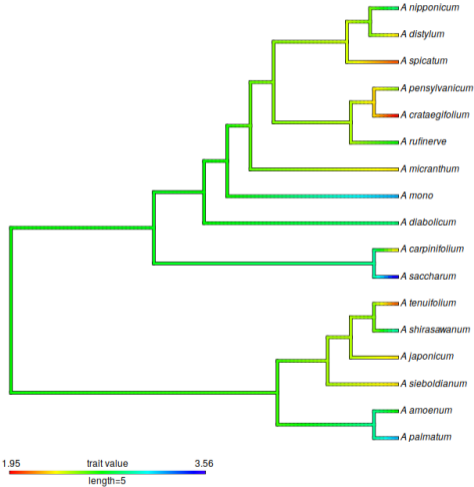 A nipponicum
A distylum
A spicatum
A pensylvanicum
A crataegifolium
A rufinerve
A micranthum
A mono
A diabolicum
A carpinifolium
A saccharum
A tenuifolium
A shirasawanum
A japonicum
A sieboldianum
A amoenum
A palmatum
1.95 trait value 3.56
length=5